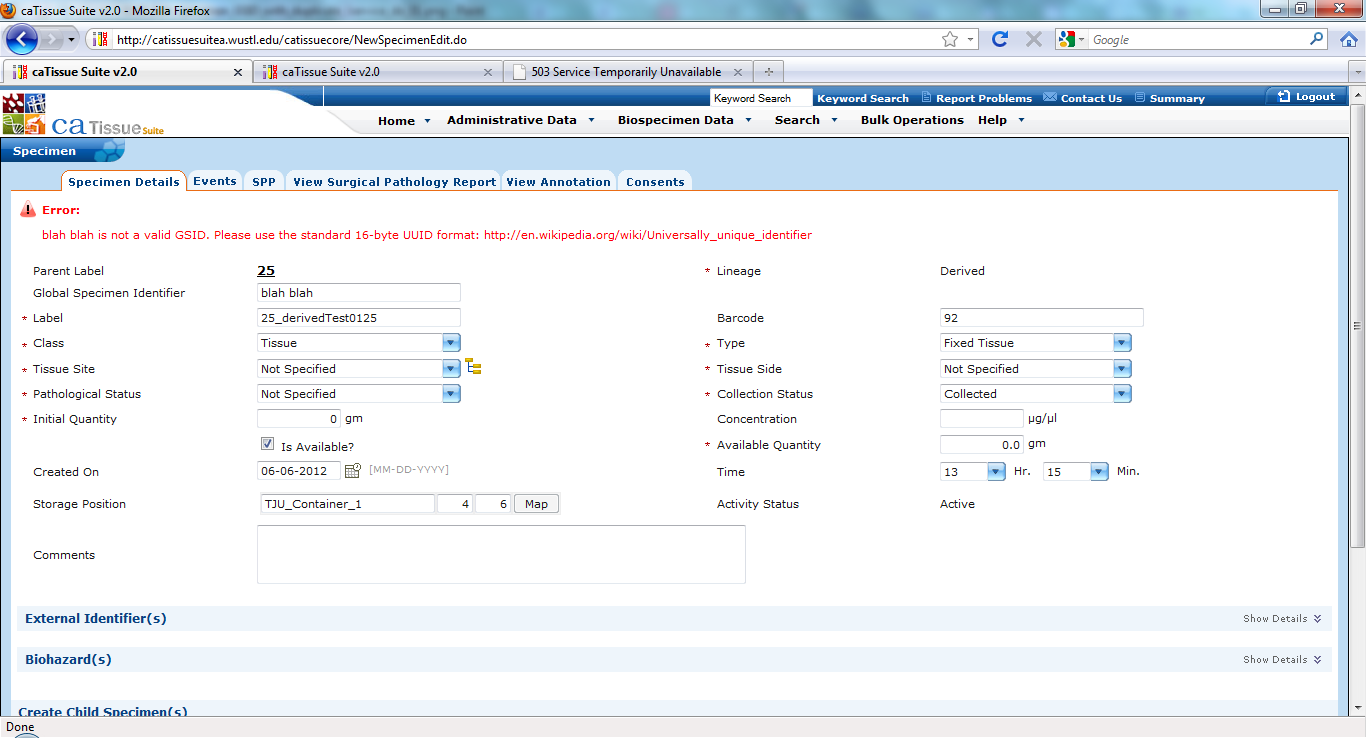 caTissue Suite v2.0 - Mozilla Firefox
http://catissuesuitea.wustl.edu/catissuecore/NewSpecimenEdit.do
Google
caTissue Suite v2.0
caTissue Suite v2.0
503 Service Temporarily Unavailable
Keyword Search
Keyword Search
Report Problems
Contact Us
Summary
Logout
ca Tissue Suite
Home
Administrative Data
Biospecimen Data
Search
Bulk Operations
Help
Specimen
Specimen Details
Events
SPP
View Surgical Pathology Report
View Annotation
Consents
Error:
blah blah is not a valid GSID. Please use the standard 16-byte UUID format: http://en.wikipedia.org/wiki/Universally_unique_identifier
Parent Label 25 * Lineage Derived
Global Specimen Identifier blah blah
* Label 25_derivedTest0125 Barcode 92
* Class Tissue * Type Fixed Tissue
* Tissue Site Not Specified * Tissue Side Not Specified
* Pathological Status Not Specified * Collection Status Collected
* Initial Quantity 0 gm Concentration µg/µl
Is Available? * Available Quantity 0.0 gm
Created On 06-06-2012 [MM-DD-YYYY] Time 13 Hr. 15 Min.
Storage Position TJU_Container_1 4 6 Map Activity Status Active
Comments
External Identifier(s) Show Details
Biohazard(s) Show Details
Create Child Specimen(s)
Done